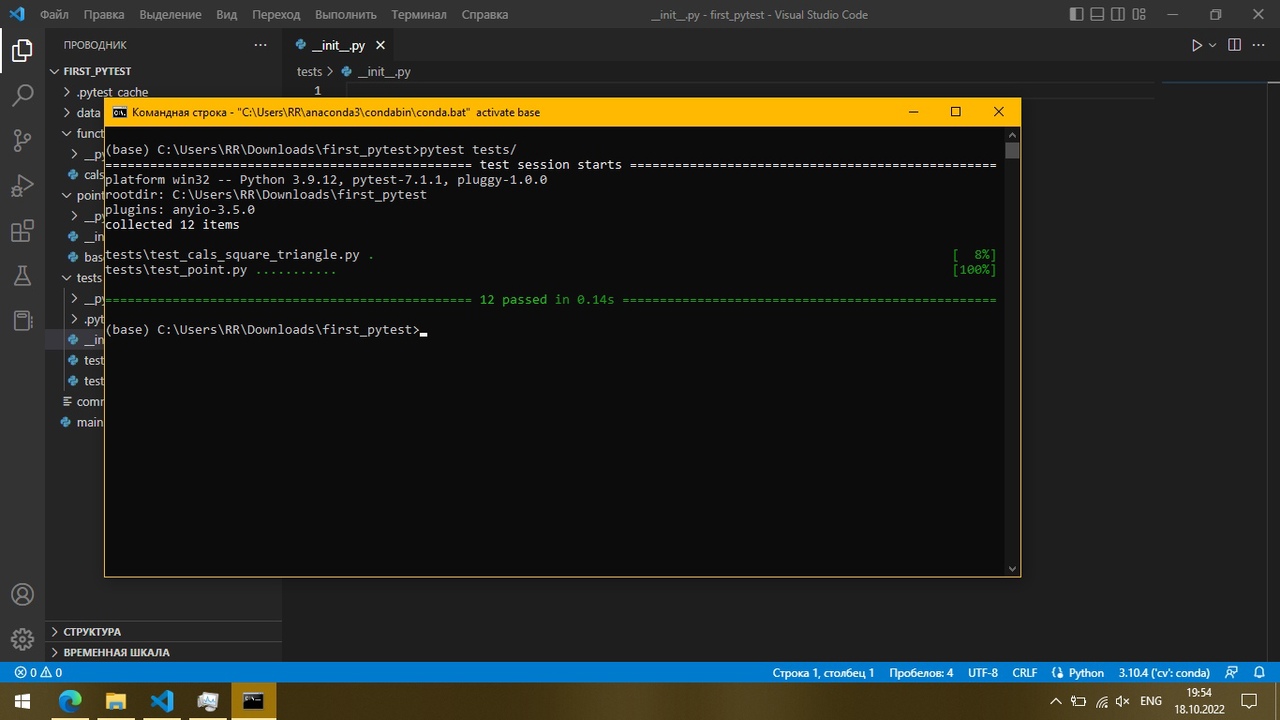 Файл Правка Выделение Вид Переход Выполнить Терминал Справка __init__.py - first_pytest - Visual Studio Code
ПРОВОДНИК ··· __init__.py
FIRST_PYTEST tests > __init__.py
.pytest_cache 1
data
Командная строка - "C:\Users\RR\anaconda3\condabin\conda.bat" activate base
(base) C:\Users\RR\Downloads\first_pytest>pytest tests/
================================================= test session starts =================================================
platform win32 -- Python 3.9.12, pytest-7.1.1, pluggy-1.0.0
rootdir: C:\Users\RR\Downloads\first_pytest
plugins: anyio-3.5.0
collected 12 items
tests\test_cals_square_triangle.py . [  8%]
tests\test_point.py ........... [100%]
================================================= 12 passed in 0.14s ==================================================
(base) C:\Users\RR\Downloads\first_pytest>
funct
__py
cals
point
__py
__in
bas
tests
__py
.pyt
__in
test
test
comm
main
СТРУКТУРА
ВРЕМЕННАЯ ШКАЛА
0 0 Строка 1, столбец 1 Пробелов: 4 UTF-8 CRLF Python 3.10.4 ('cv': conda)
ENG 19:54
18.10.2022